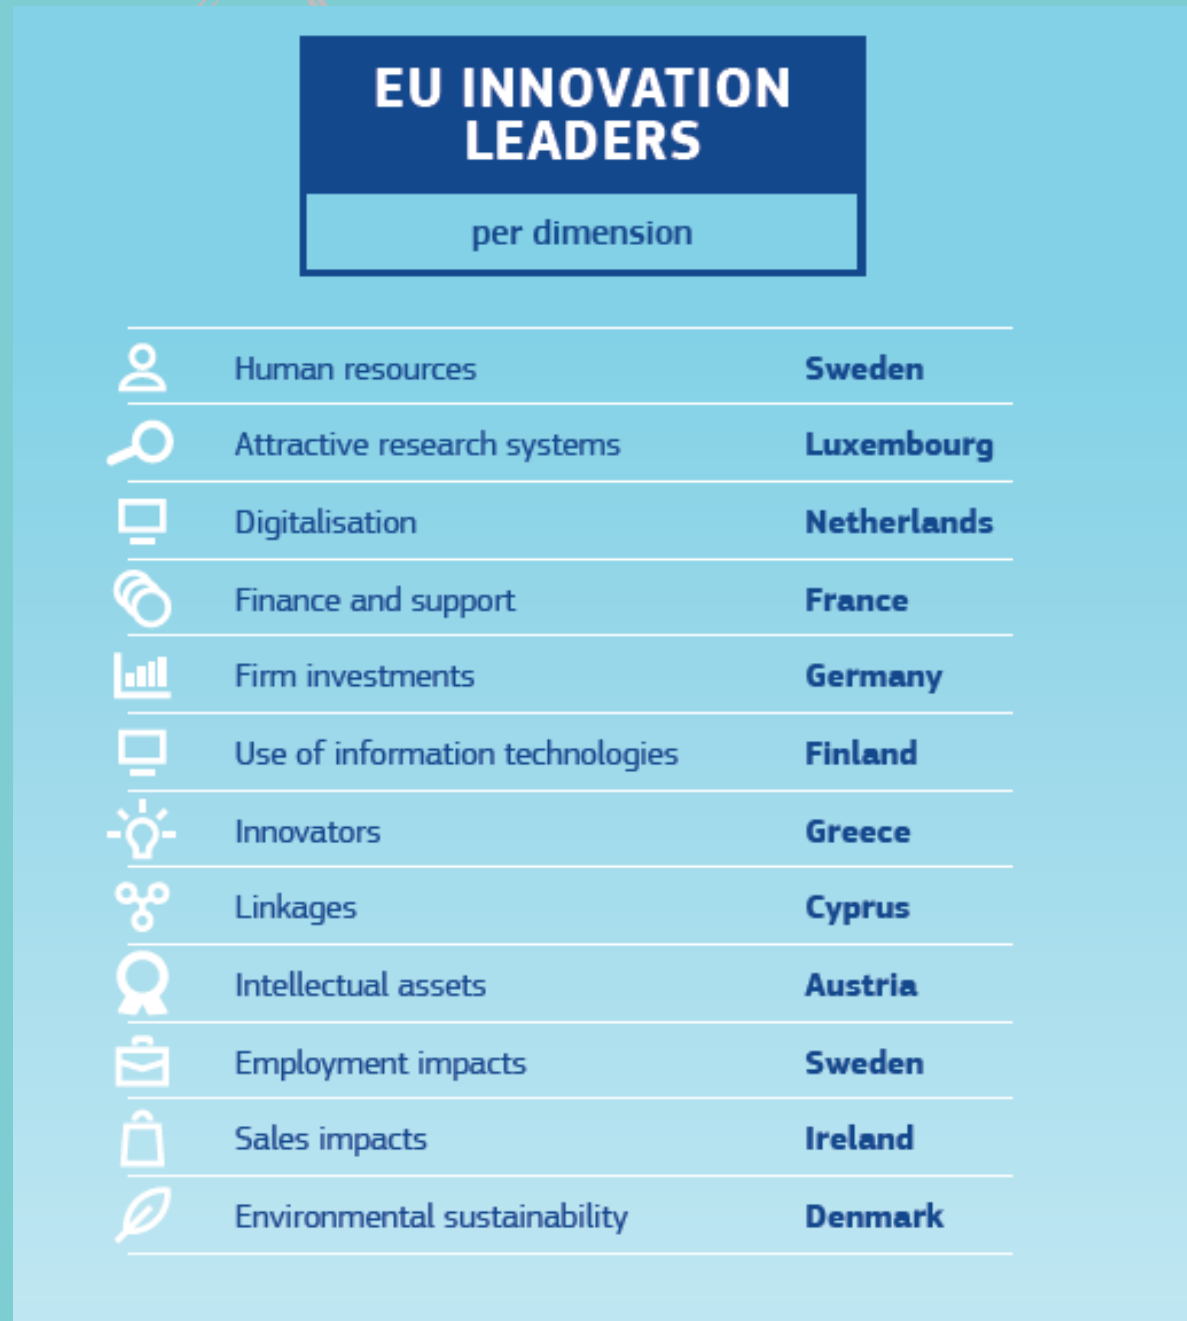 EU INNOVATION
LEADERS
per dimension
Human resources Sweden
Attractive research systems Luxembourg
Digitalisation Netherlands
Finance and support France
Firm investments Germany
Use of information technologies Finland
Innovators Greece
Linkages Cyprus
Intellectual assets Austria
Employment impacts Sweden
Sales impacts Ireland
Environmental sustainability Denmark